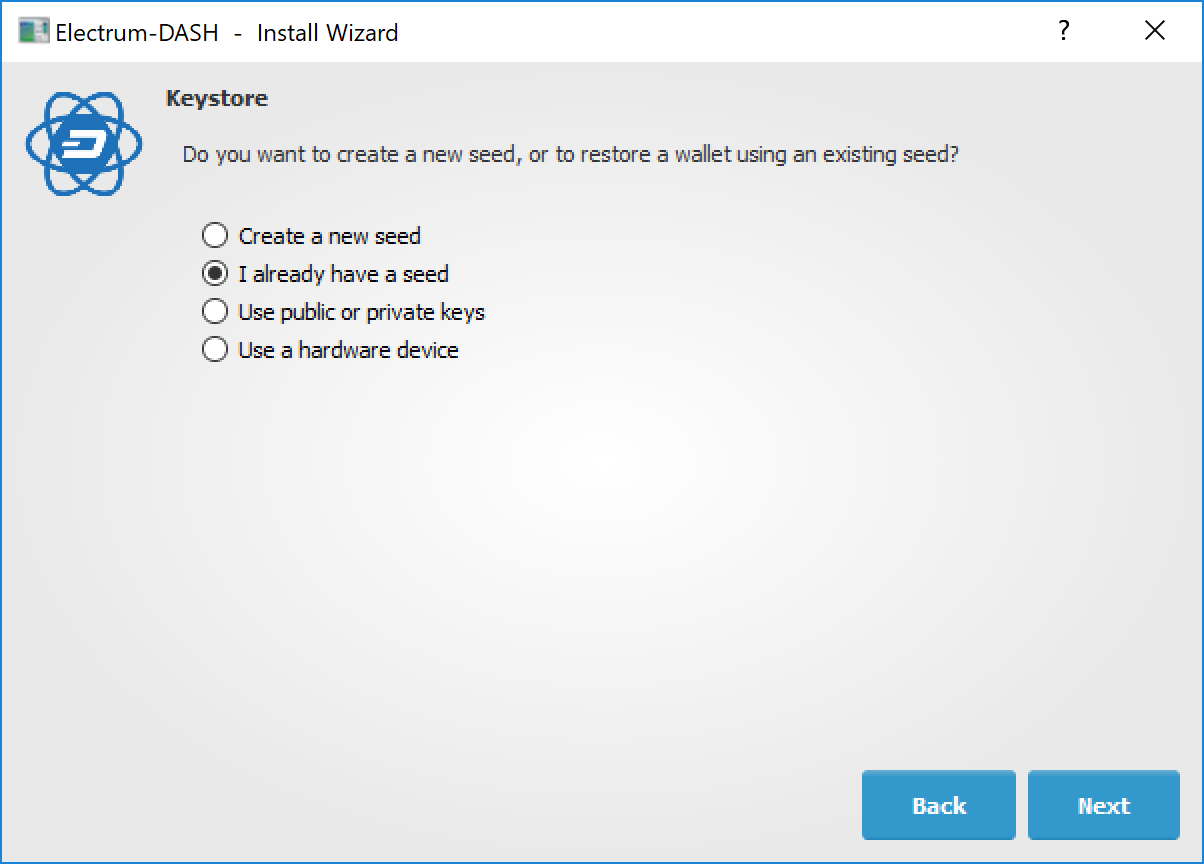 Electrum-DASH - Install Wizard
?
Keystore
Do you want to create a new seed, or to restore a wallet using an existing seed?
Create a new seed
I already have a seed
Use public or private keys
Use a hardware device
Back
Next